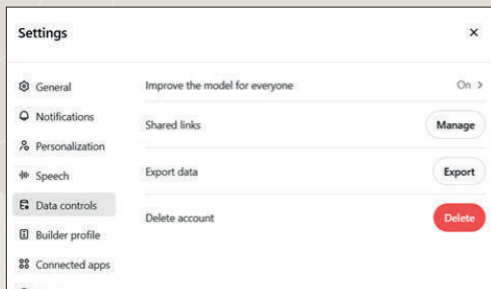 Settings
General
Notifications
Personalization
Speech
Data controls
Builder profile
Connected apps
Improve the model for everyone On
Shared links Manage
Export data Export
Delete account Delete